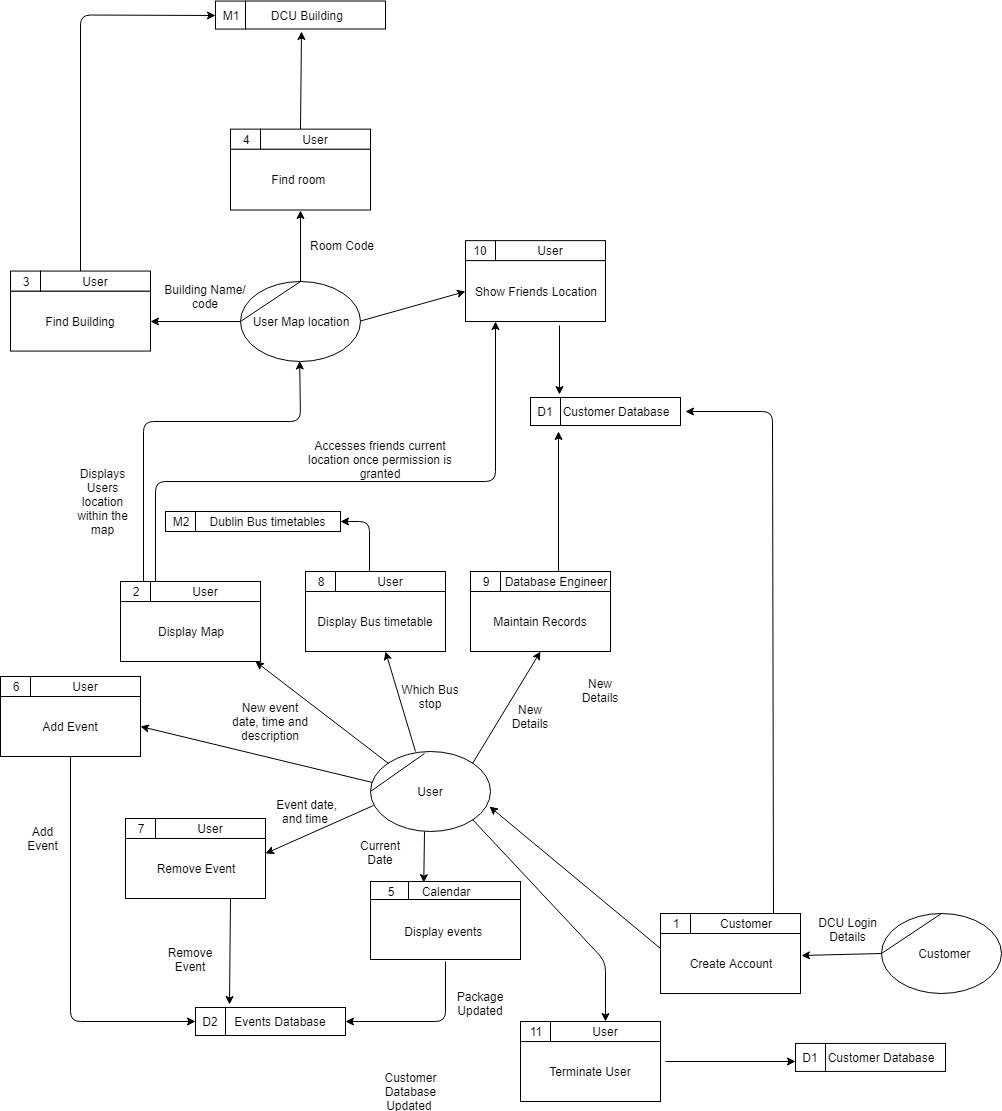 M1 DCU Building
4 User
Find room
Room Code
10 User
Show Friends Location
3 User
Find Building
Building Name/
code
User Map location
D1 Customer Database
Accesses friends current
location once permission is
granted
Displays
Users
location
within the
map
M2 Dublin Bus timetables
2 User
Display Map
8 User
Display Bus timetable
9 Database Engineer
Maintain Records
6 User
Add Event
New event
date, time and
description
Which Bus
stop
New
Details
New
Details
User
7 User
Remove Event
Event date,
and time
Add
Event
Current
Date
5 Calendar
Display events
1 Customer
Create Account
DCU Login
Details
Customer
Remove
Event
Package
Updated
D2 Events Database
11 User
Terminate User
D1 Customer Database
Customer
Database
Updated